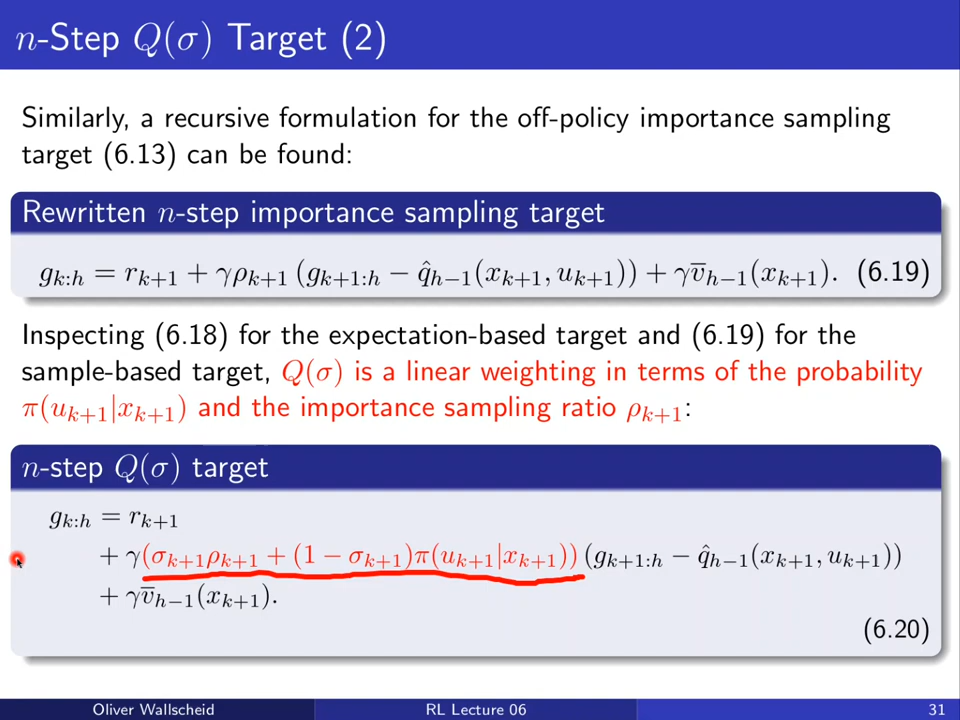 n-Step Q(σ) Target (2)
Similarly, a recursive formulation for the off-policy importance sampling
target (6.13) can be found:
Rewritten n-step importance sampling target
g_{k:h} = r_{k+1} + γρ_{k+1} (g_{k+1:h} − q̂_{h−1}(x_{k+1}, u_{k+1})) + γv̅_{h−1}(x_{k+1}). (6.19)
Inspecting (6.18) for the expectation-based target and (6.19) for the
sample-based target, Q(σ) is a linear weighting in terms of the probability
π(u_{k+1}|x_{k+1}) and the importance sampling ratio ρ_{k+1}:
n-step Q(σ) target
g_{k:h} = r_{k+1}
+ γ(σ_{k+1}ρ_{k+1} + (1 − σ_{k+1})π(u_{k+1}|x_{k+1})) (g_{k+1:h} − q̂_{h−1}(x_{k+1}, u_{k+1}))
+ γv̅_{h−1}(x_{k+1}).
(6.20)
Oliver Wallscheid RL Lecture 06 31